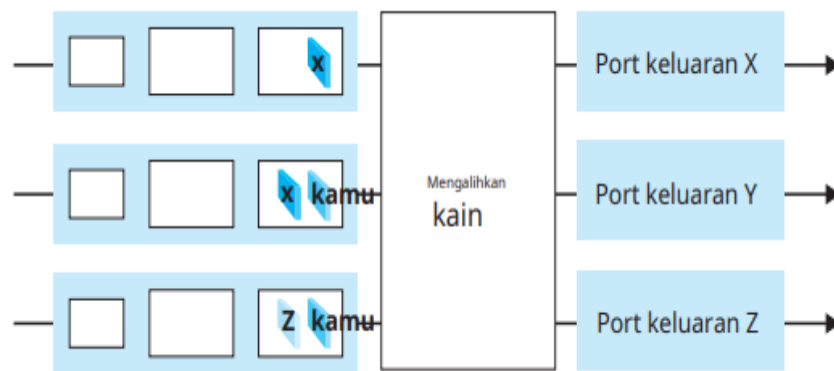 x
Port keluaran X
x kamu
Mengalihkan
kain
Port keluaran Y
Z kamu
Port keluaran Z